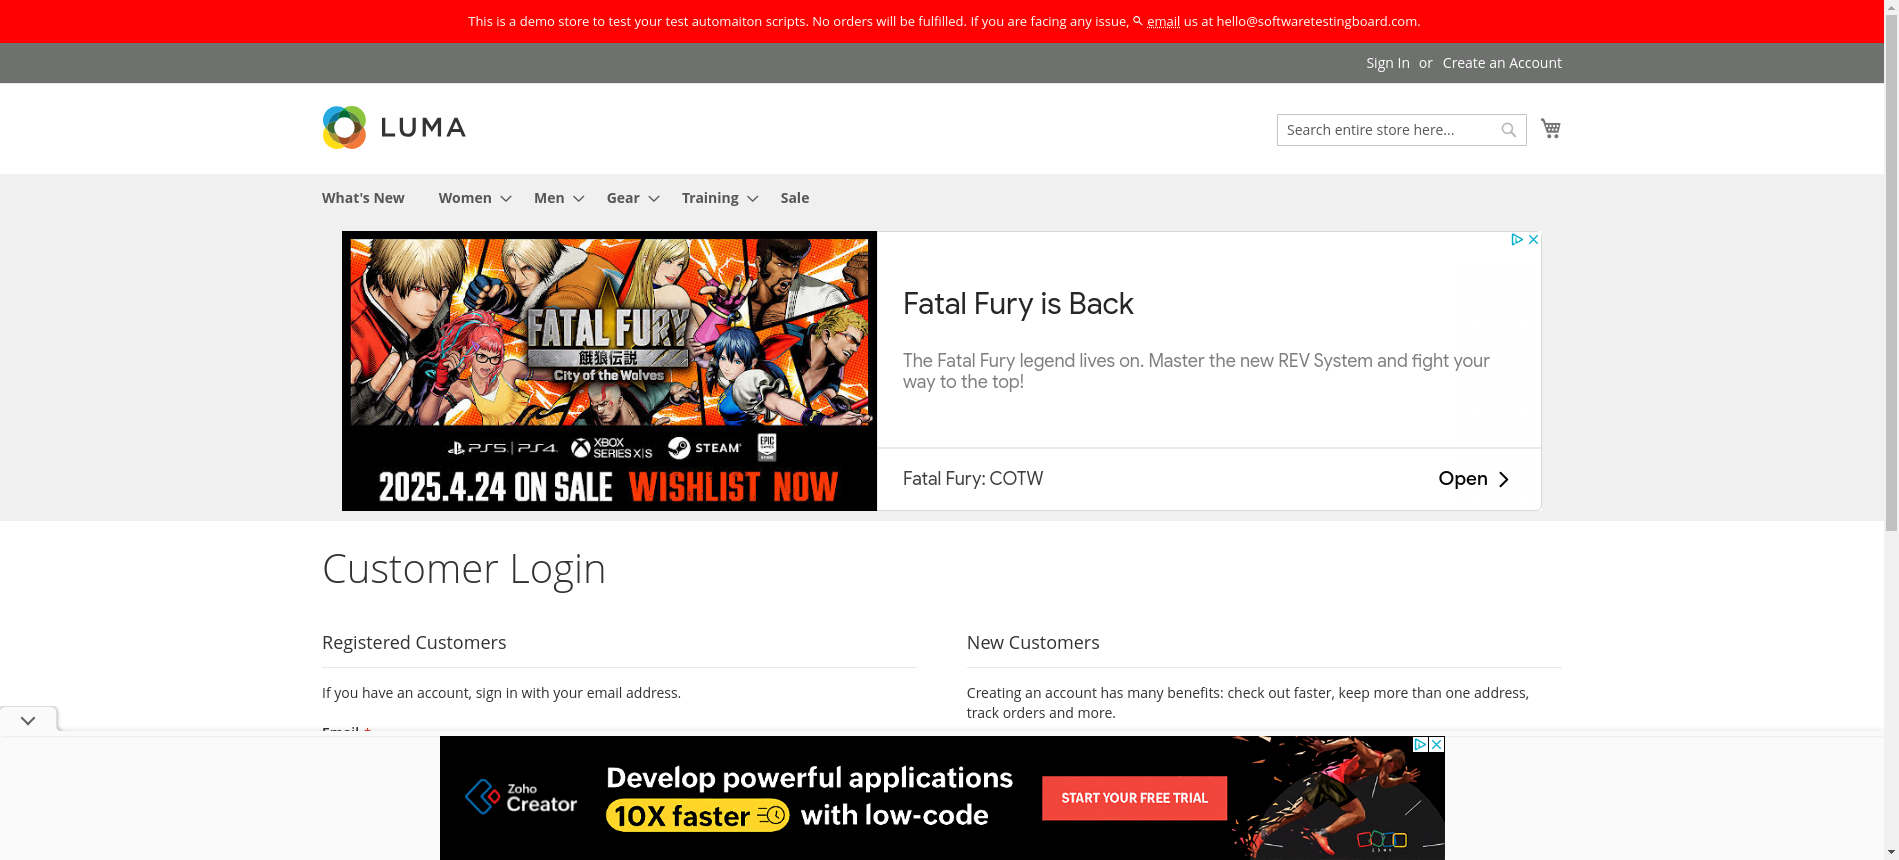 This is a demo store to test your test automaiton scripts. No orders will be fulfilled. If you are facing any issue, email us at hello@softwaretestingboard.com.
Sign In or Create an Account
LUMA
Search entire store here...
What's New Women Men Gear Training Sale
FATAL FURY
餓狼伝説
City of the Wolves
PS5 | PS4 XBOX SERIES X|S STEAM EPIC GAMES
2025.4.24 ON SALE WISHLIST NOW
Fatal Fury is Back
The Fatal Fury legend lives on. Master the new REV System and fight your
way to the top!
Fatal Fury: COTW
Open
Customer Login
Registered Customers
If you have an account, sign in with your email address.
Email *
New Customers
Creating an account has many benefits: check out faster, keep more than one address,
track orders and more.
Zoho
Creator
Develop powerful applications
10X faster with low-code
START YOUR FREE TRIAL
ZOHO